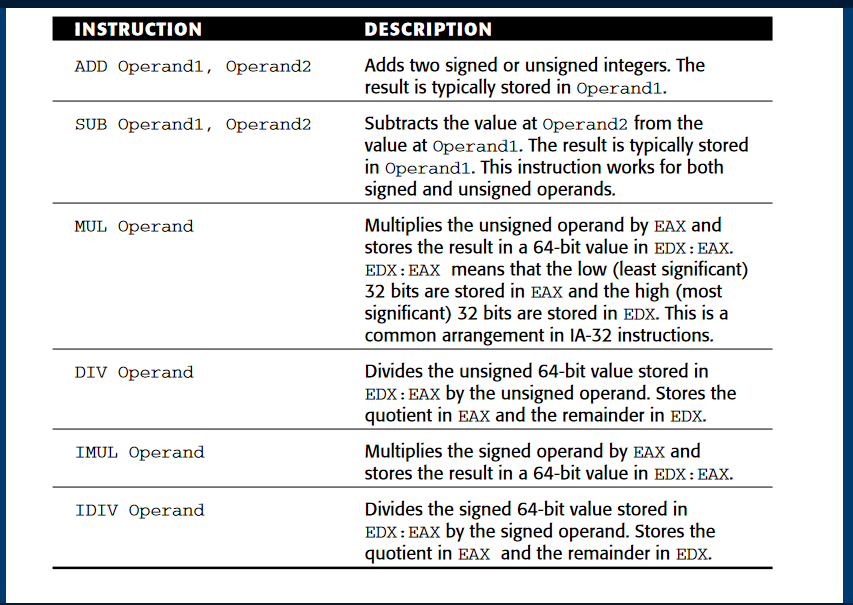 INSTRUCTION DESCRIPTION
ADD Operand1, Operand2 Adds two signed or unsigned integers. The
result is typically stored in Operand1.
SUB Operand1, Operand2 Subtracts the value at Operand2 from the
value at Operand1. The result is typically stored
in Operand1. This instruction works for both
signed and unsigned operands.
MUL Operand Multiplies the unsigned operand by EAX and
stores the result in a 64-bit value in EDX:EAX.
EDX:EAX means that the low (least significant)
32 bits are stored in EAX and the high (most
significant) 32 bits are stored in EDX. This is a
common arrangement in IA-32 instructions.
DIV Operand Divides the unsigned 64-bit value stored in
EDX:EAX by the unsigned operand. Stores the
quotient in EAX and the remainder in EDX.
IMUL Operand Multiplies the signed operand by EAX and
stores the result in a 64-bit value in EDX:EAX.
IDIV Operand Divides the signed 64-bit value stored in
EDX:EAX by the signed operand. Stores the
quotient in EAX and the remainder in EDX.